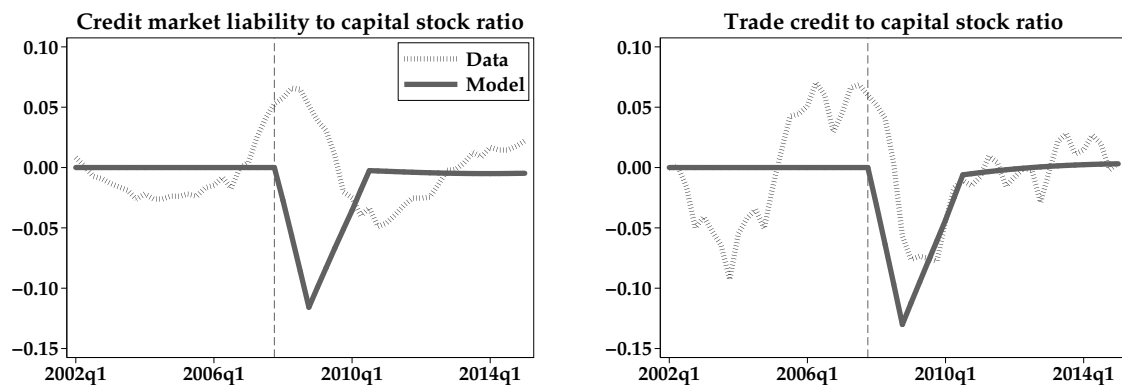 Credit market liability to capital stock ratio
0.10
0.05
0.00
−0.05
−0.10
−0.15
2002q1 2006q1 2010q1 2014q1
Data
Model
Trade credit to capital stock ratio
0.10
0.05
0.00
−0.05
−0.10
−0.15
2002q1 2006q1 2010q1 2014q1